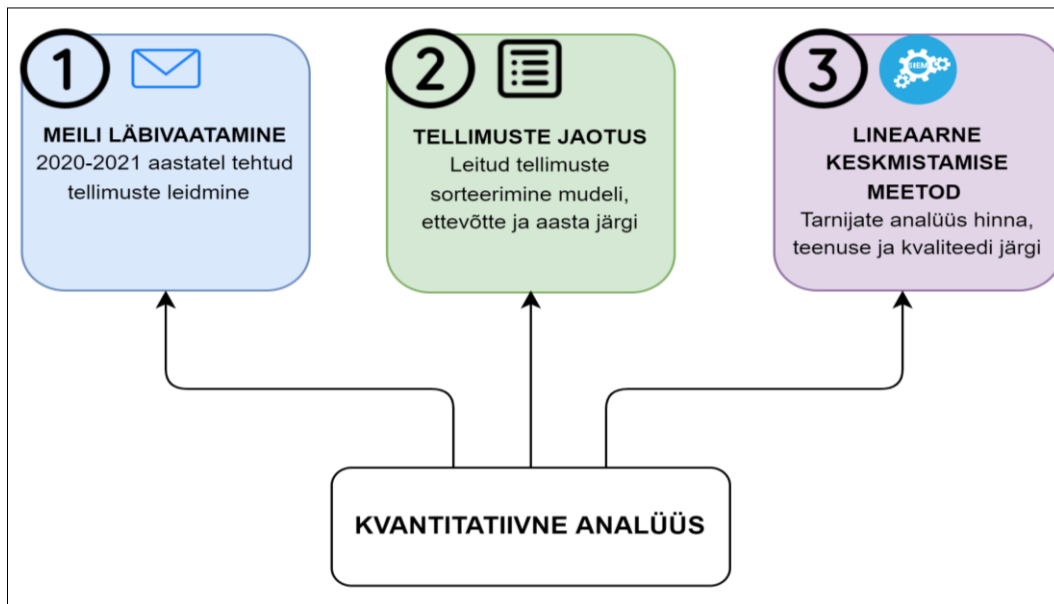 1
MEILI LÄBIVAATAMINE
2020-2021 aastatel tehtud
tellimuste leidmine
2
TELLIMUSTE JAOTUS
Leitud tellimuste
sorteerimine mudeli,
ettevõtte ja aasta järgi
3
LINEAARNE
KESKMISTAMISE
MEETOD
Tarnijate analüüs hinna,
teenuse ja kvaliteedi järgi
KVANTITATIIVNE ANALÜÜS